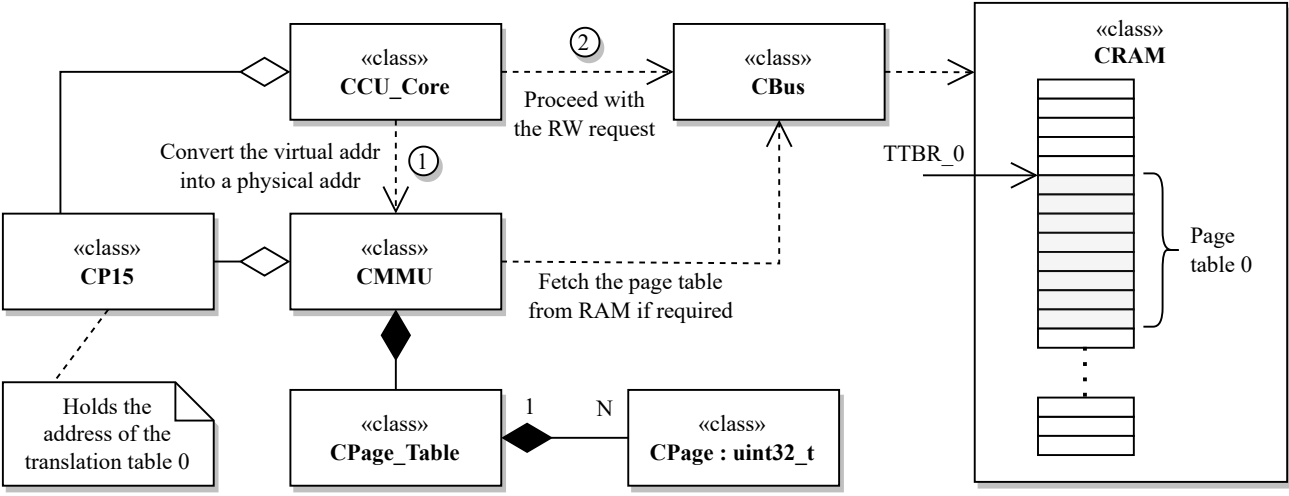 «class»
CCU_Core
2
Proceed with
the RW request
«class»
CBus
«class»
CRAM
Convert the virtual addr
into a physical addr
1
TTBR_0
Page
table 0
«class»
CP15
«class»
CMMU
Fetch the page table
from RAM if required
Holds the
address of the
translation table 0
«class»
CPage_Table
1
N
«class»
CPage : uint32_t